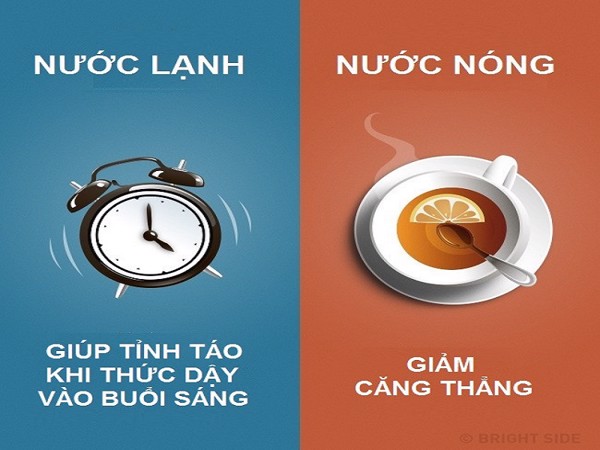 NƯỚC LẠNH
GIÚP TỈNH TÁO
KHI THỨC DẬY
VÀO BUỔI SÁNG
NƯỚC NÓNG
GIẢM
CĂNG THẲNG
© BRIGHT SIDE